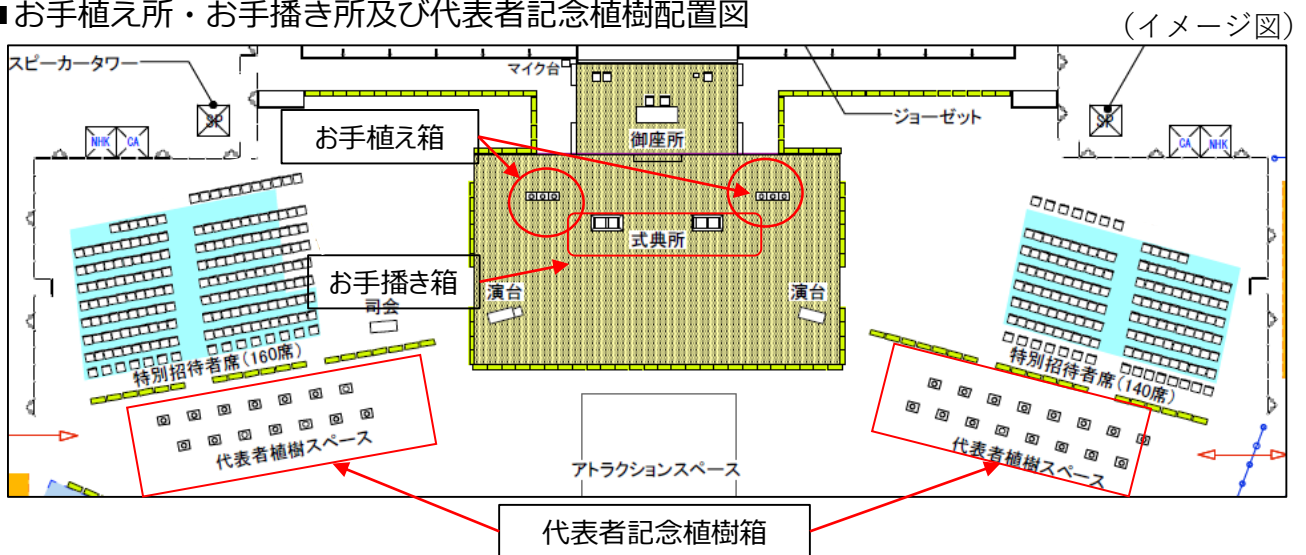 ■お手植え所・お手播き所及び代表者記念植樹配置図
（イメージ図）
スピーカータワー
マイク台
ジョーゼット
SP
SP
NHK CA
CA NHK
お手植え箱
御座所
式典所
お手播き箱
演台
演台
司会
特別招待者席（160席）
特別招待者席（140席）
代表者植樹スペース
代表者植樹スペース
アトラクションスペース
代表者記念植樹箱